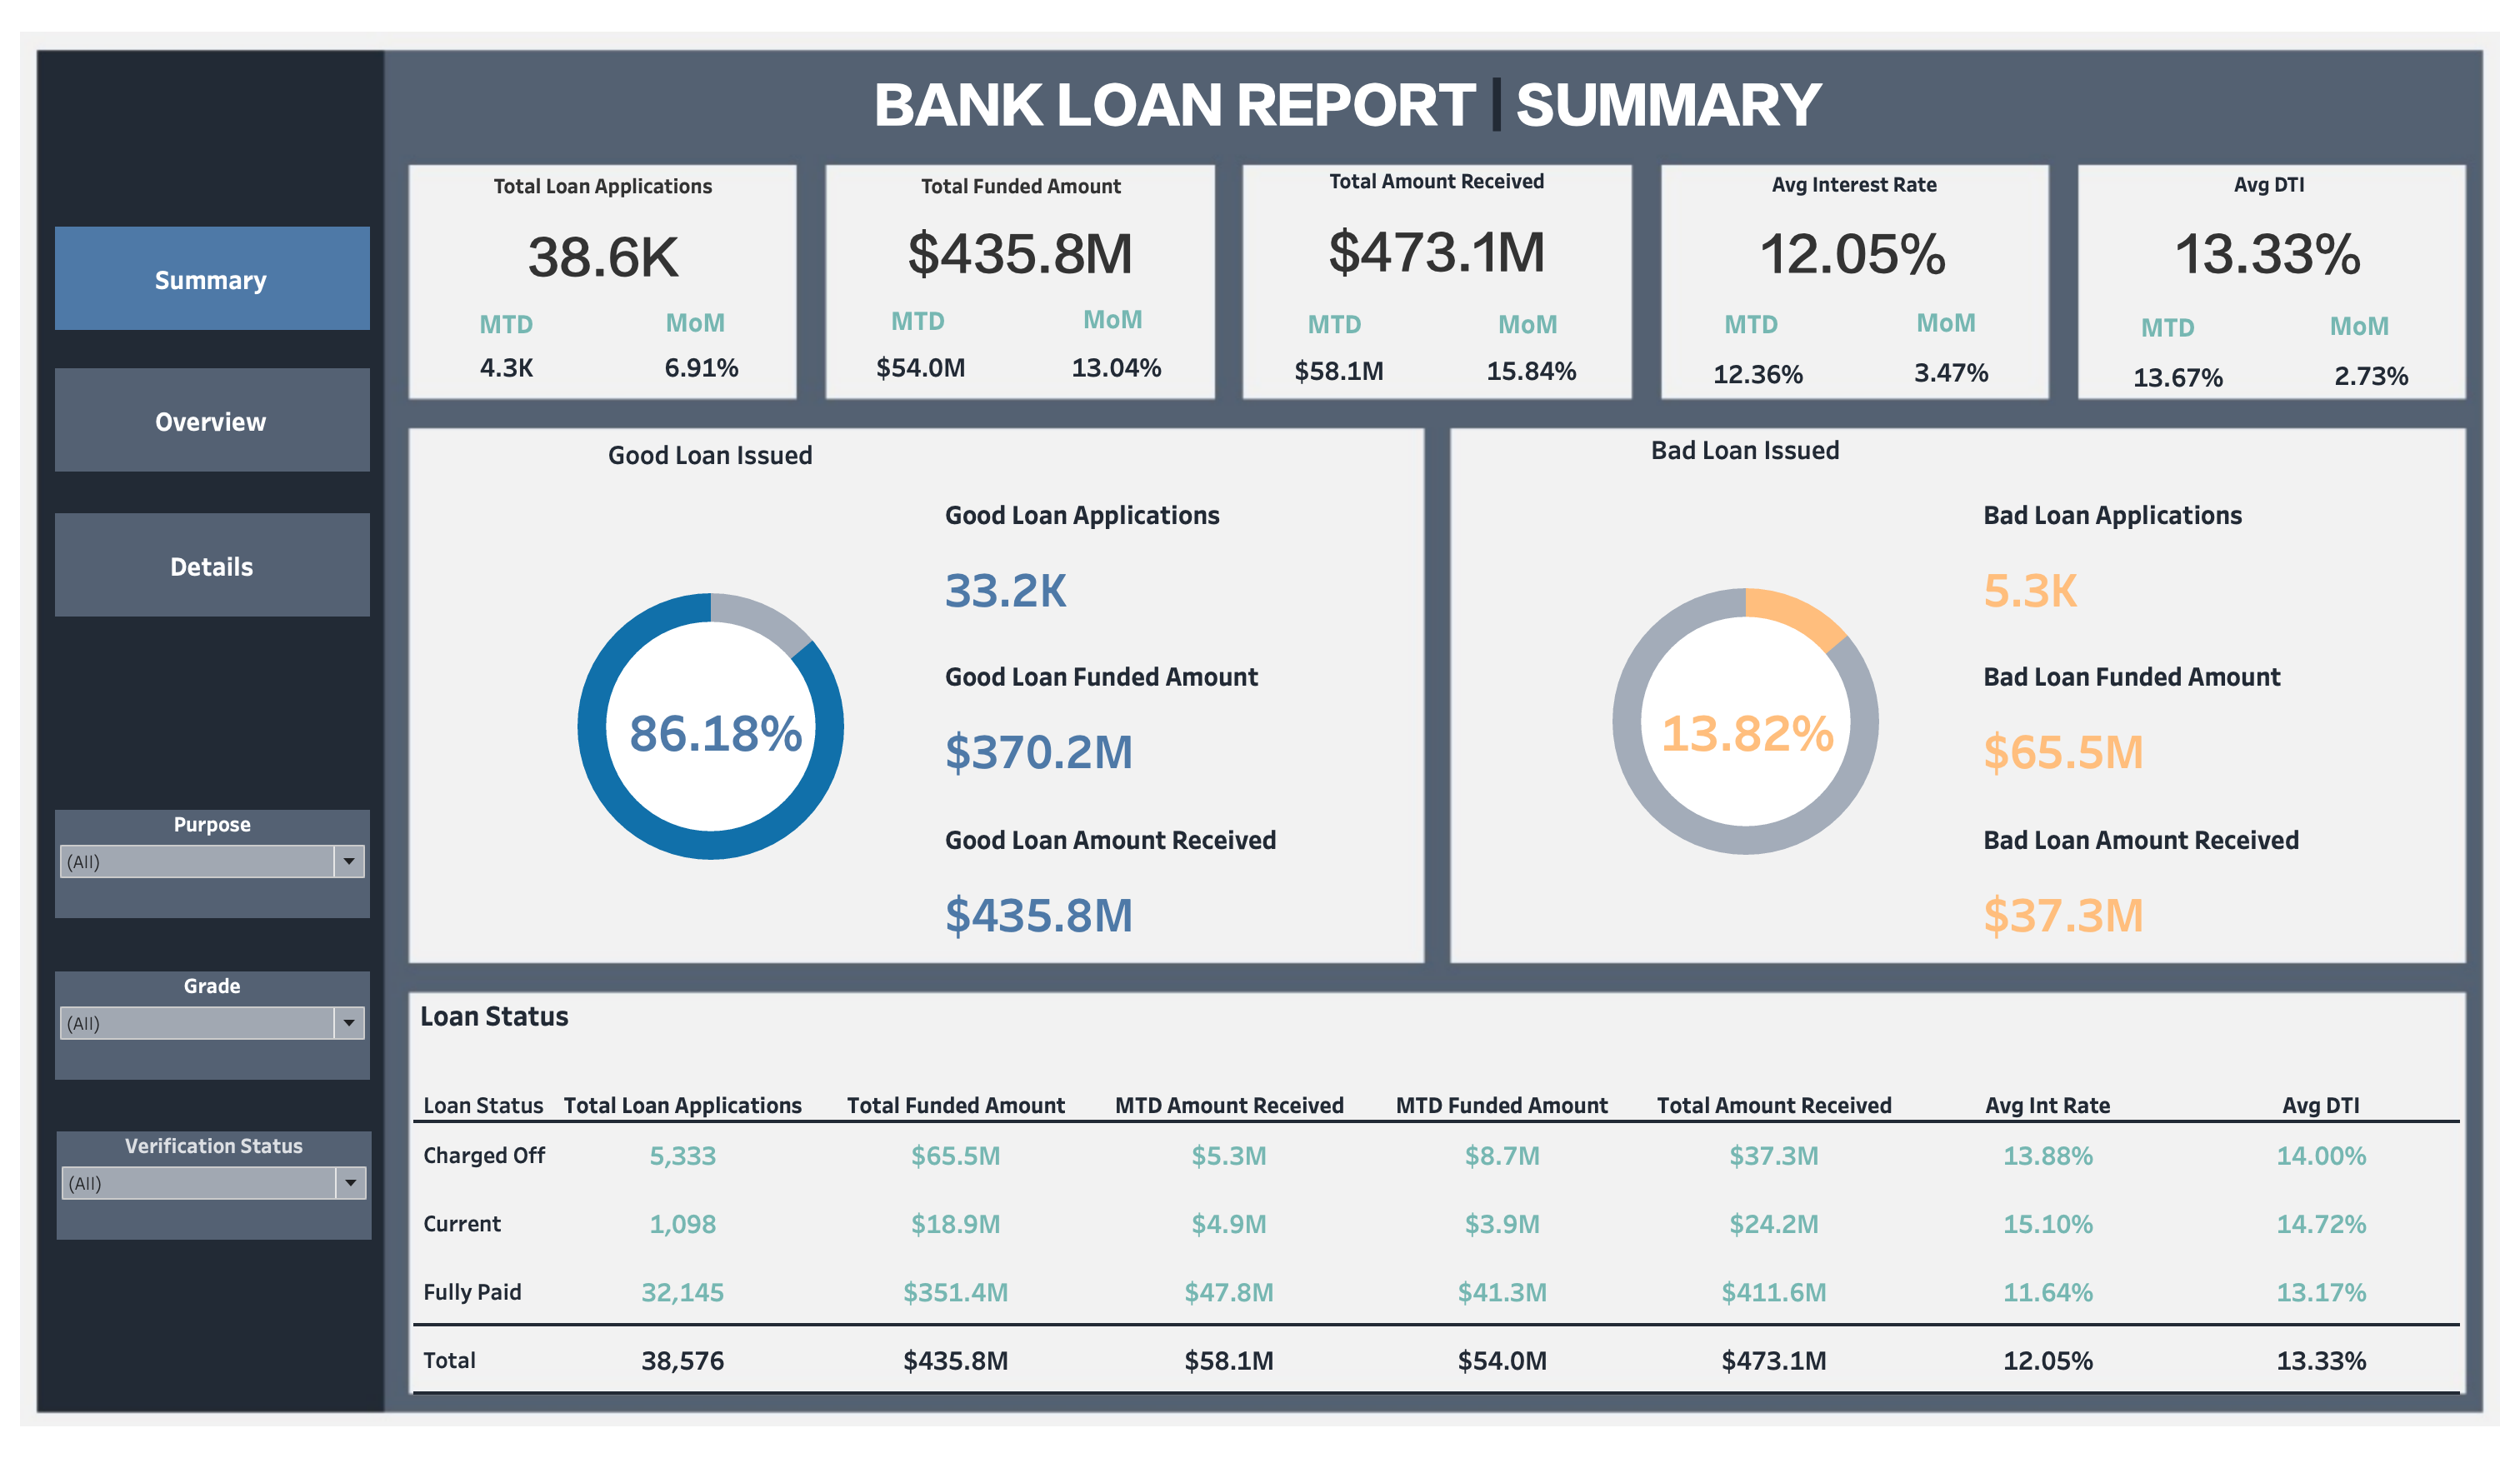 BANK LOAN REPORT | SUMMARY
Summary
Overview
Details
Purpose
(All)
Grade
(All)
Verification Status
(All)
Total Loan Applications
38.6K
MTD MoM
4.3K 6.91%
Total Funded Amount
$435.8M
MTD MoM
$54.0M 13.04%
Total Amount Received
$473.1M
MTD MoM
$58.1M 15.84%
Avg Interest Rate
12.05%
MTD MoM
12.36% 3.47%
Avg DTI
13.33%
MTD MoM
13.67% 2.73%
Good Loan Issued
86.18%
Good Loan Applications
33.2K
Good Loan Funded Amount
$370.2M
Good Loan Amount Received
$435.8M
Bad Loan Issued
13.82%
Bad Loan Applications
5.3K
Bad Loan Funded Amount
$65.5M
Bad Loan Amount Received
$37.3M
Loan Status
Loan Status Total Loan Applications Total Funded Amount MTD Amount Received MTD Funded Amount Total Amount Received Avg Int Rate Avg DTI
Charged Off 5,333 $65.5M $5.3M $8.7M $37.3M 13.88% 14.00%
Current 1,098 $18.9M $4.9M $3.9M $24.2M 15.10% 14.72%
Fully Paid 32,145 $351.4M $47.8M $41.3M $411.6M 11.64% 13.17%
Total 38,576 $435.8M $58.1M $54.0M $473.1M 12.05% 13.33%